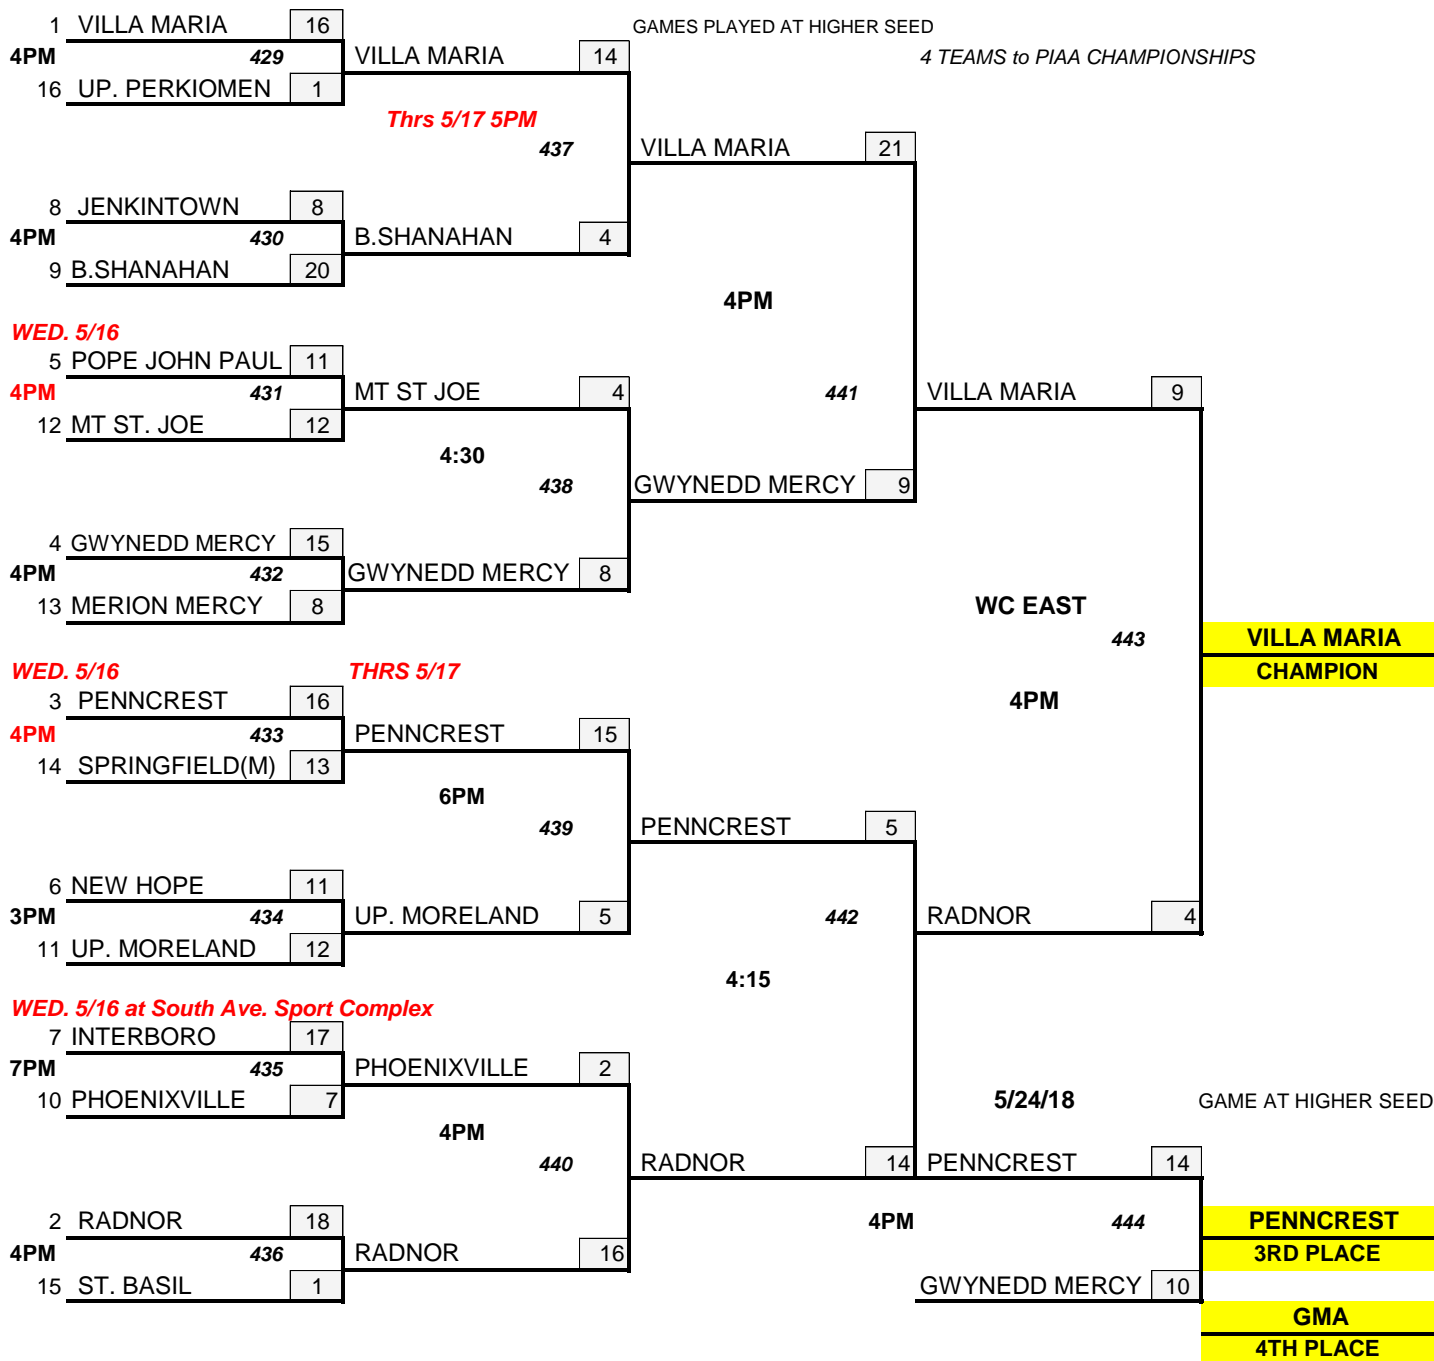 1 VILLA MARIA 16 GAMES PLAYED AT HIGHER SEED
4PM 429 VILLA MARIA 14 4 TEAMS to PIAA CHAMPIONSHIPS
16 UP. PERKIOMEN 1
Thrs 5/17 5PM
437 VILLA MARIA 21
8 JENKINTOWN 8
4PM 430 B.SHANAHAN 4
9 B.SHANAHAN 20
4PM
WED. 5/16
5 POPE JOHN PAUL 11
4PM 431 MT ST JOE 4 441 VILLA MARIA 9
12 MT ST. JOE 12
4:30
438 GWYNEDD MERCY 9
4 GWYNEDD MERCY 15
4PM 432 GWYNEDD MERCY 8
13 MERION MERCY 8 WC EAST
443 VILLA MARIA
WED. 5/16 THRS 5/17 CHAMPION
3 PENNCREST 16 4PM
4PM 433 PENNCREST 15
14 SPRINGFIELD(M) 13
6PM
439 PENNCREST 5
6 NEW HOPE 11
3PM 434 UP. MORELAND 5 442 RADNOR 4
11 UP. MORELAND 12
4:15
WED. 5/16 at South Ave. Sport Complex
7 INTERBORO 17
7PM 435 PHOENIXVILLE 2
10 PHOENIXVILLE 7 5/24/18 GAME AT HIGHER SEED
4PM
440 RADNOR 14 PENNCREST 14
2 RADNOR 18 4PM 444 PENNCREST
4PM 436 RADNOR 16 3RD PLACE
15 ST. BASIL 1 GWYNEDD MERCY 10
GMA
4TH PLACE